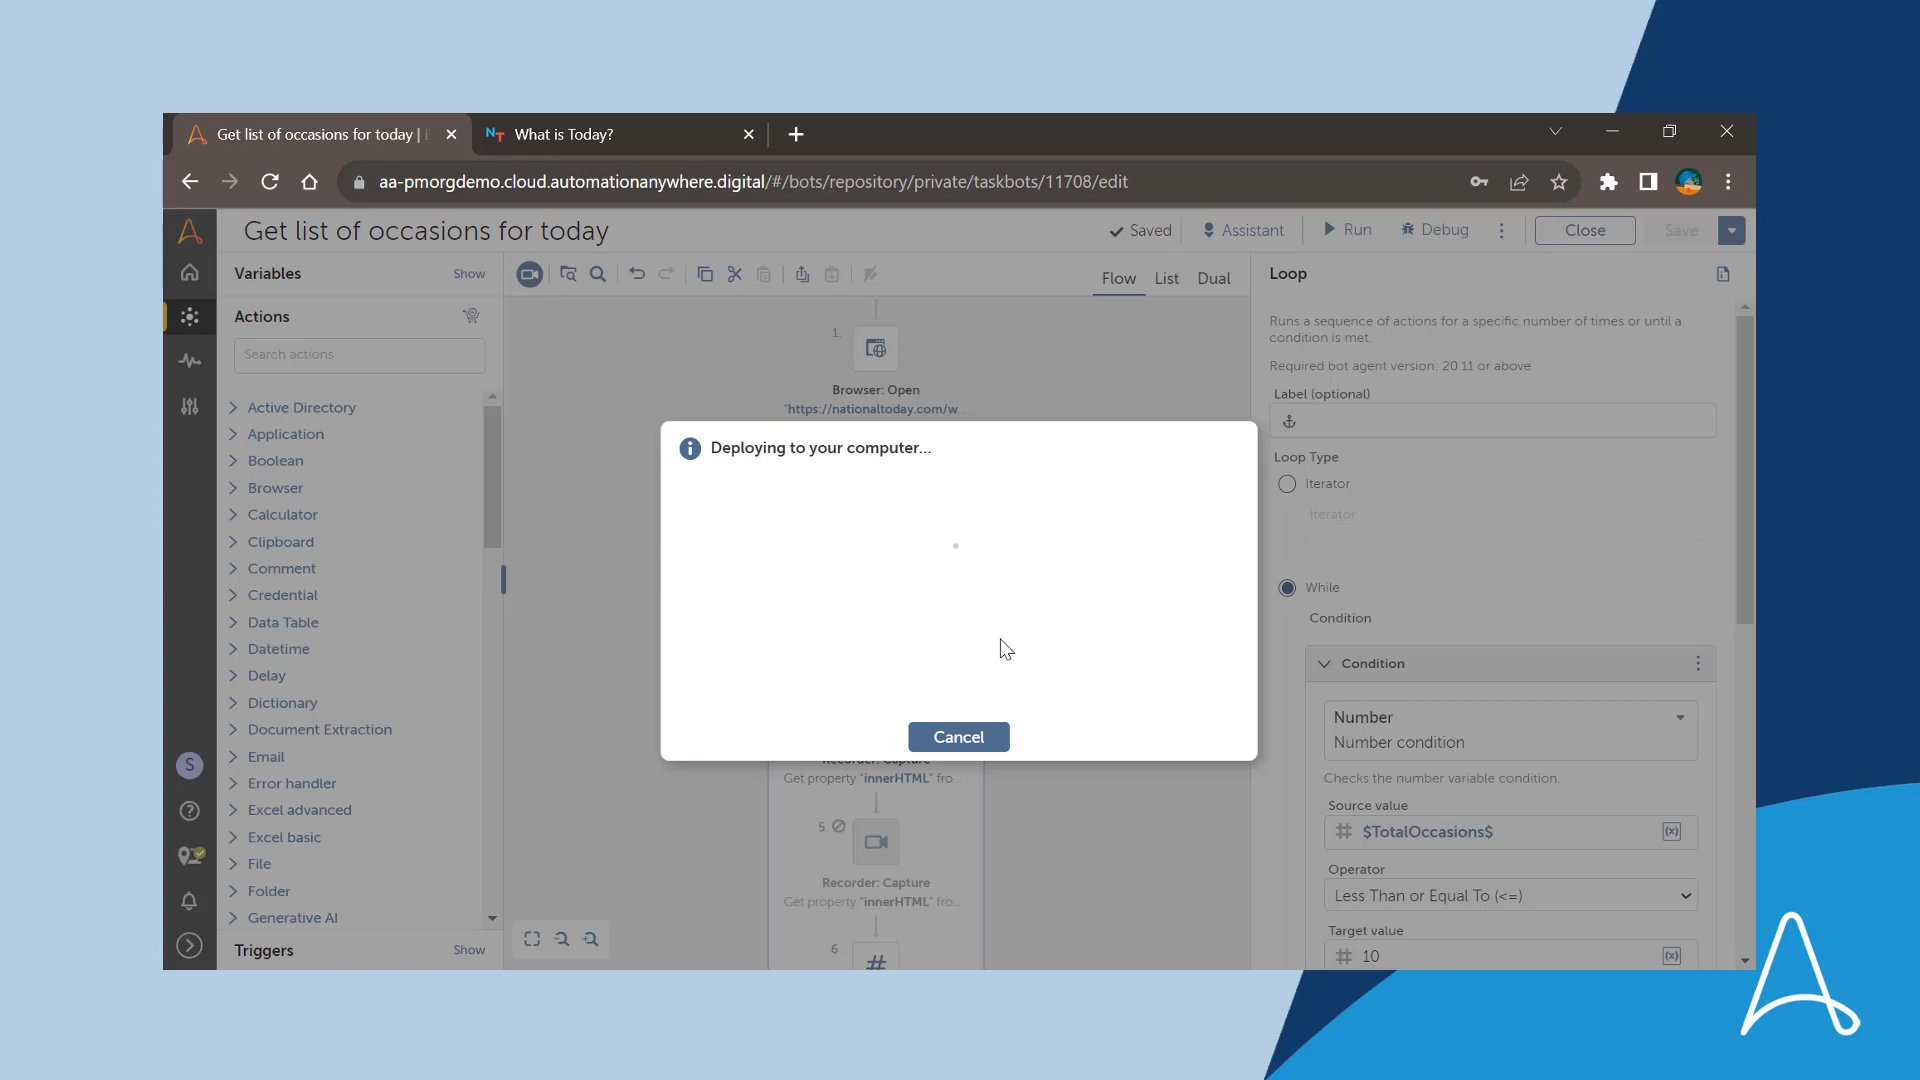 Get list of occasions for today |
What is Today?
aa-pmorgdemo.cloud.automationanywhere.digital/#/bots/repository/private/taskbots/11708/edit
Get list of occasions for today
Saved
Assistant
Run
Debug
Close
Save
Variables
Show
Actions
Search actions
Active Directory
Application
Boolean
Browser
Calculator
Clipboard
Comment
Credential
Data Table
Datetime
Delay
Dictionary
Document Extraction
Email
Error handler
Excel advanced
Excel basic
File
Folder
Generative AI
Triggers
Show
S
Flow
List
Dual
1.
Browser: Open
"https://nationaltoday.com/w
Deploying to your computer...
Cancel
Recorder: Capture
Get property "innerHTML" fro...
5.
Recorder: Capture
Get property "innerHTML" fro...
6.
Loop
Runs a sequence of actions for a specific number of times or until a
condition is met.
Required bot agent version: 20.11 or above
Label (optional)
Loop Type
Iterator
Iterator
While
Condition
Condition
Number
Number condition
Checks the number variable condition.
Source value
$TotalOccasions$
(x)
Operator
Less Than or Equal To (<=)
Target value
10
(x)